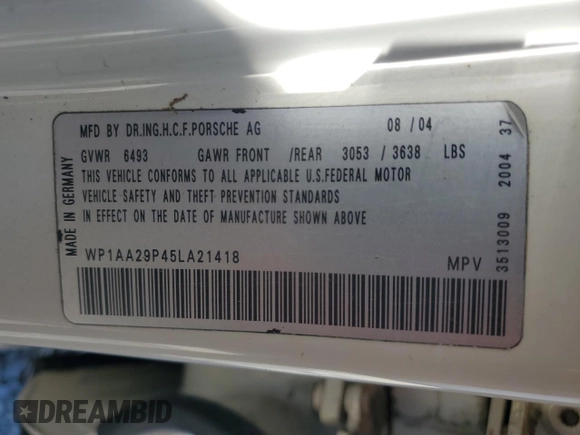 MFD BY DR.ING.H.C.F.PORSCHE AG 08 /04
GVWR 6493 GAWR FRONT /REAR 3053 / 3638 LBS
THIS VEHICLE CONFORMS TO ALL APPLICABLE U.S.FEDERAL MOTOR
VEHICLE SAFETY AND THEFT PREVENTION STANDARDS
IN EFFECT ON THE DATE OF MANUFACTURE SHOWN ABOVE
WP1AA29P45LA21418 MPV
MADE IN GERMANY
3513009 2004 37
DREAMBID